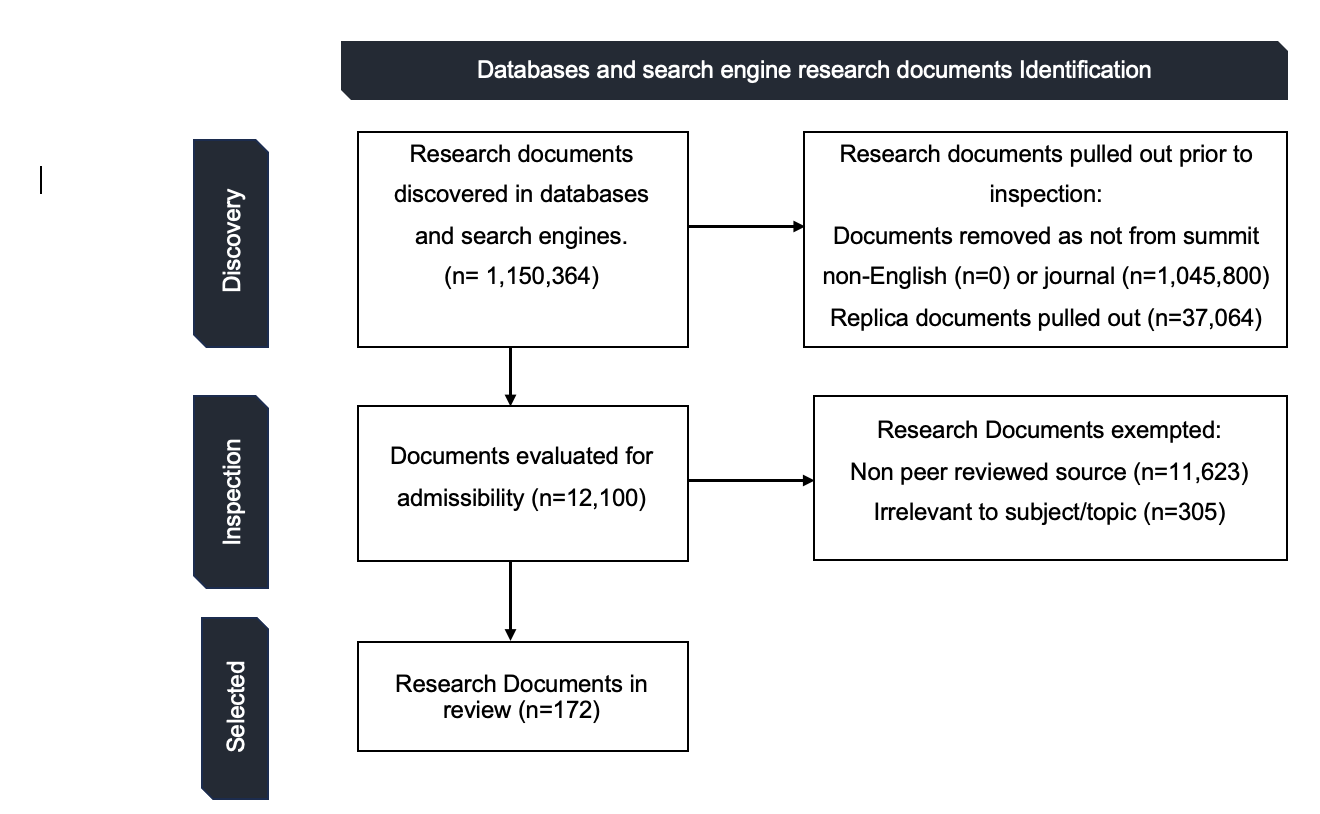 Databases and search engine research documents Identification
Discovery
Research documents
discovered in databases
and search engines.
(n= 1,150,364)
Research documents pulled out prior to
inspection:
Documents removed as not from summit
non-English (n=0) or journal (n=1,045,800)
Replica documents pulled out (n=37,064)
Inspection
Documents evaluated for
admissibility (n=12,100)
Research Documents exempted:
Non peer reviewed source (n=11,623)
Irrelevant to subject/topic (n=305)
Selected
Research Documents in
review (n=172)